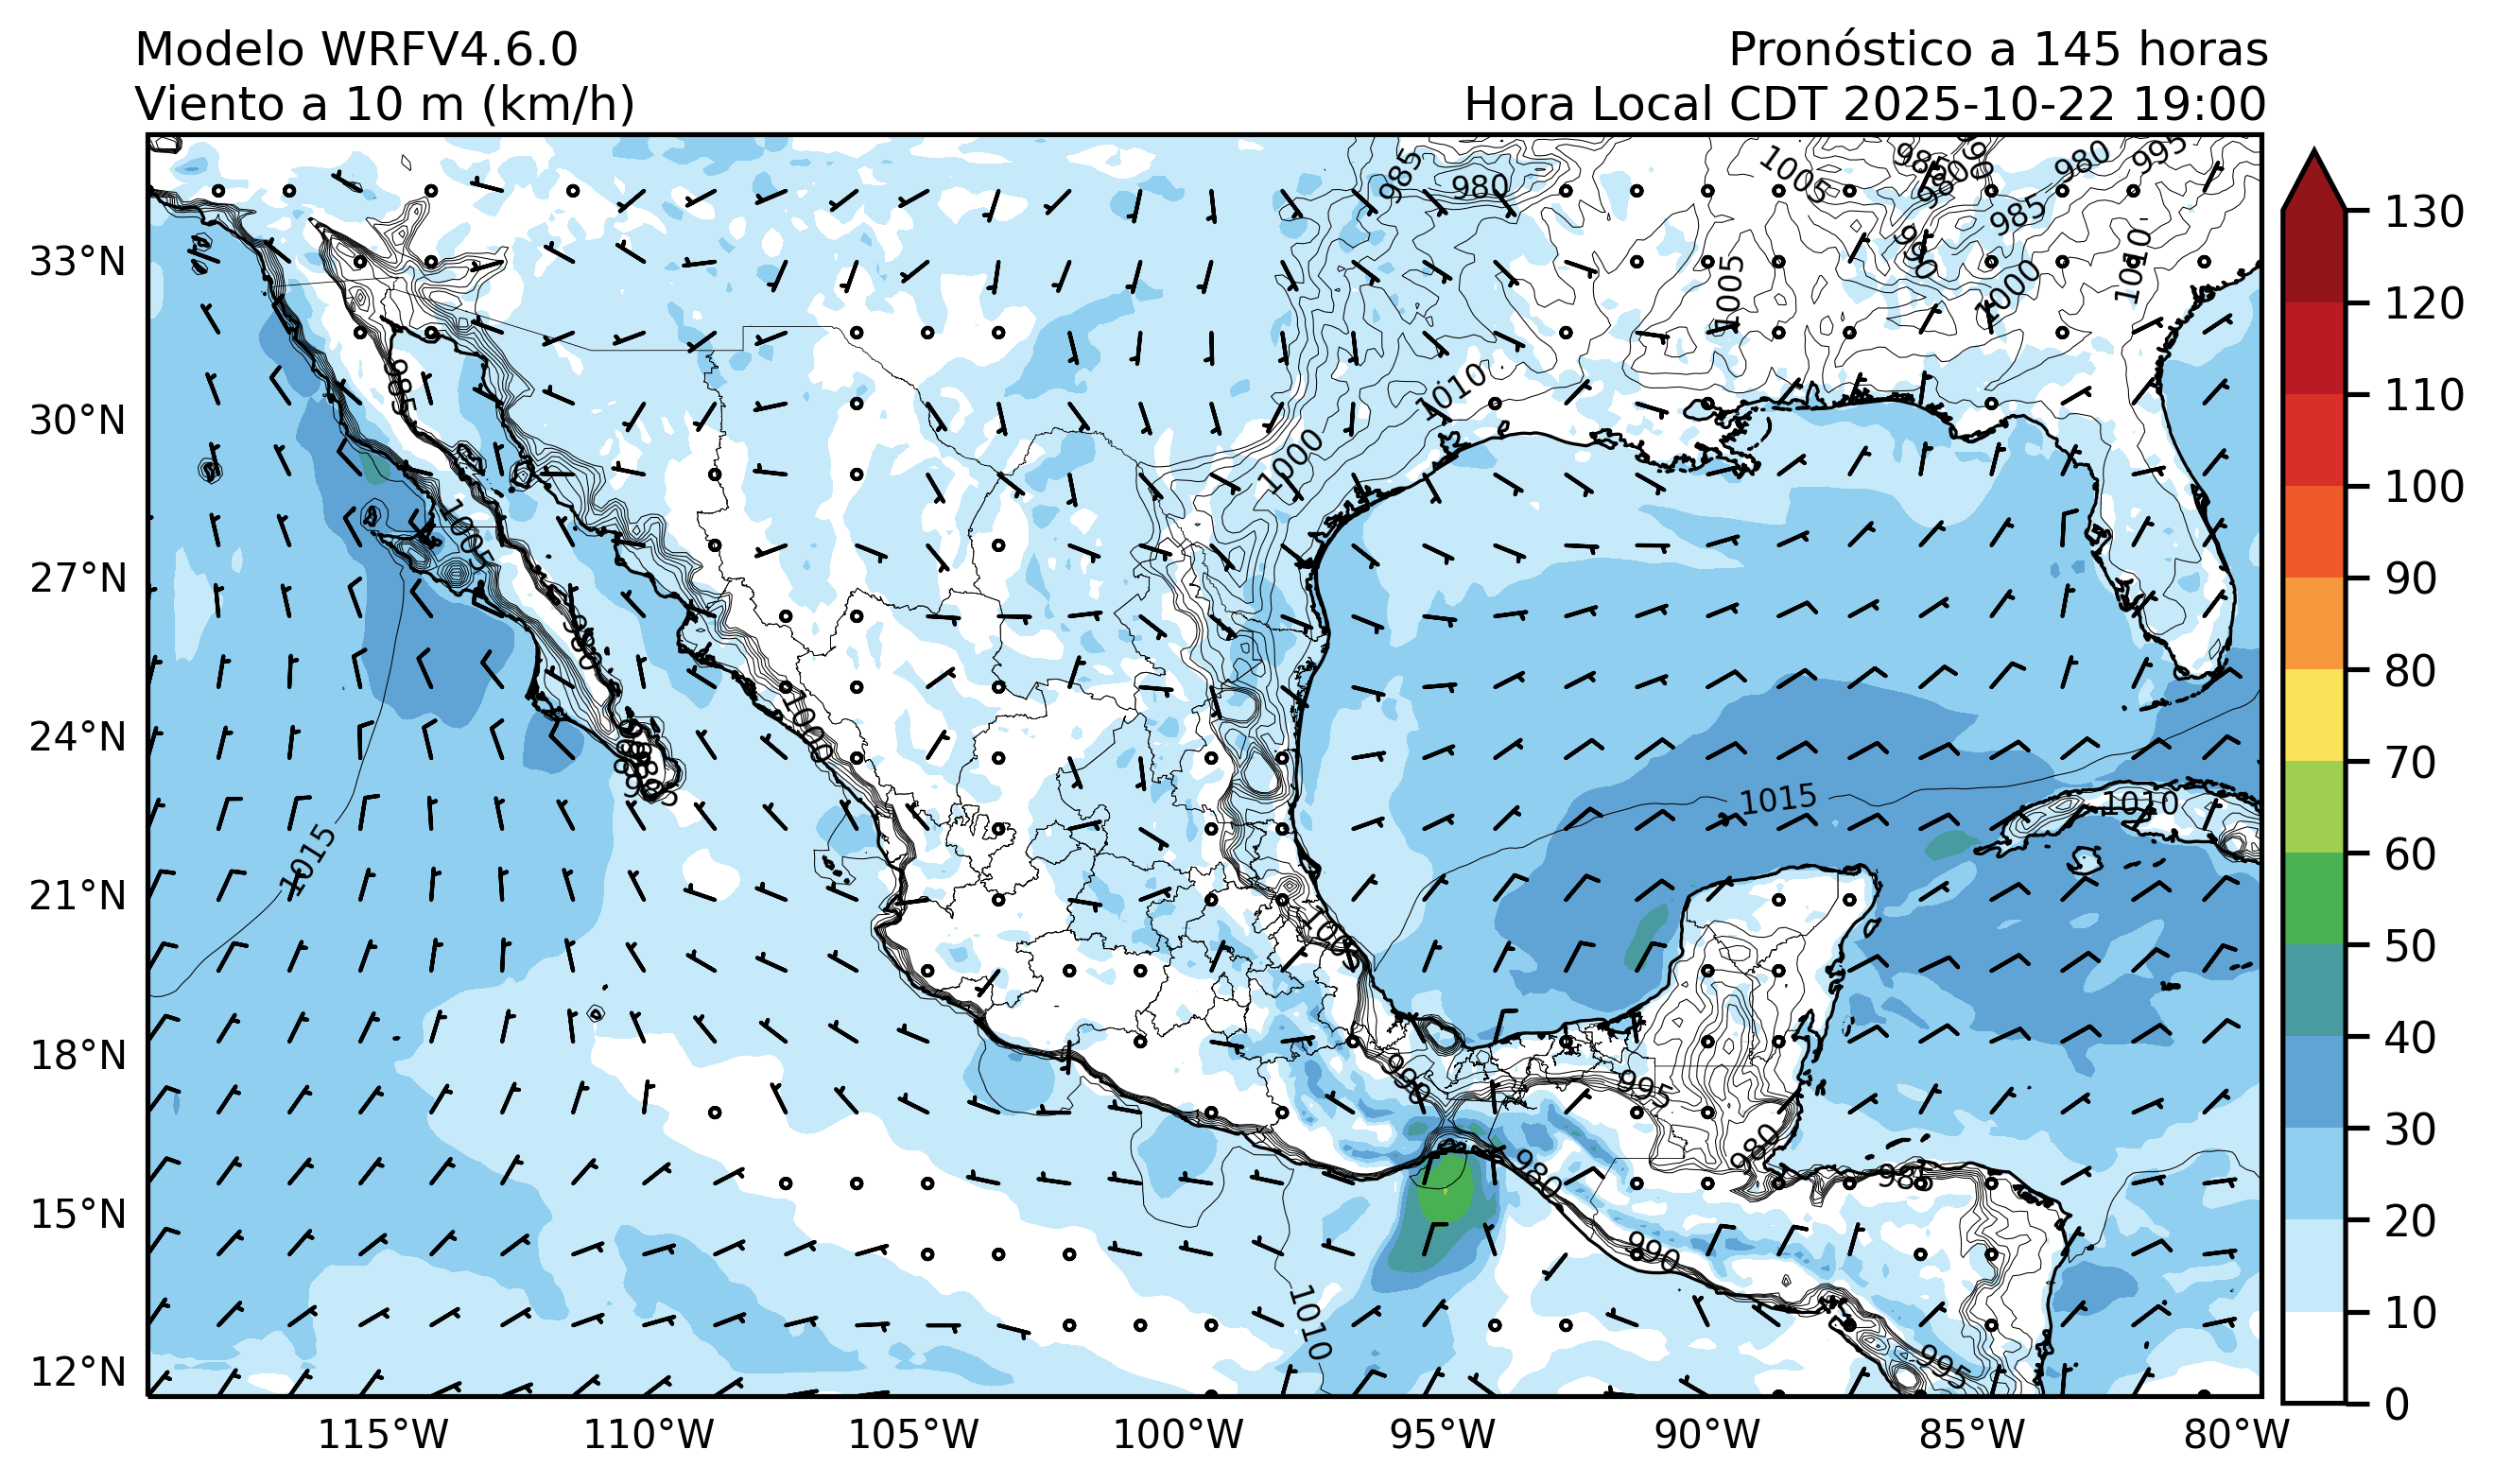 Modelo WRFV4.6.0
Viento a 10 m (km/h)
Pronóstico a 145 horas
Hora Local CDT 2025-10-22 19:00
33°N
30°N
27°N
24°N
21°N
18°N
15°N
12°N
115°W
110°W
105°W
100°W
95°W
90°W
85°W
80°W
130
120
110
100
90
80
70
60
50
40
30
20
10
0
985
980
1005
985
980
980
995
985
990
1000
1010
1005
1010
1000
985
1005
1000
1015
1015
1010
995
980
980
985
990
995
1010